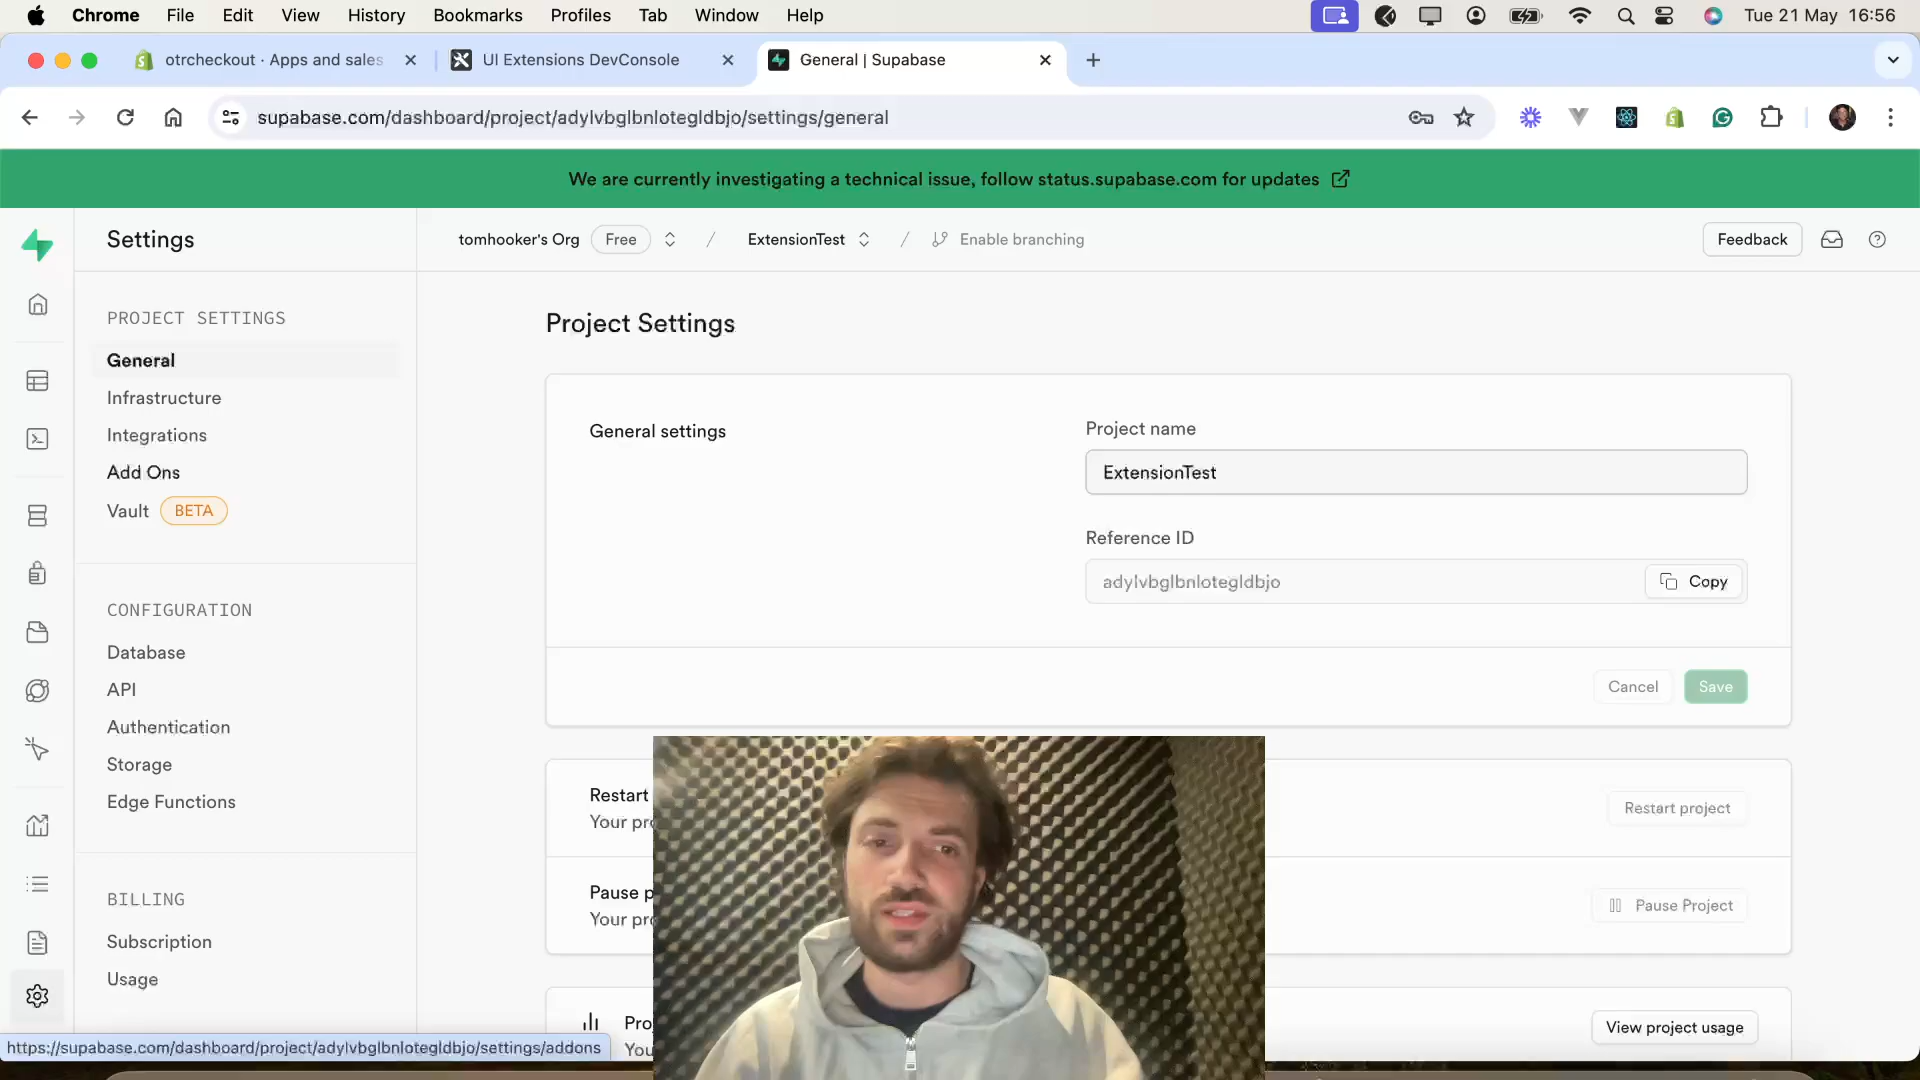 Chrome File Edit View History Bookmarks Profiles Tab Window Help Tue 21 May 16:56
otrcheckout · Apps and sales
UI Extensions DevConsole
General | Supabase
supabase.com/dashboard/project/adylvbglbnlotegldbjo/settings/general
We are currently investigating a technical issue, follow status.supabase.com for updates
Settings
tomhooker's Org Free / ExtensionTest / Enable branching
Feedback
PROJECT SETTINGS
General
Infrastructure
Integrations
Add Ons
Vault BETA
CONFIGURATION
Database
API
Authentication
Storage
Edge Functions
BILLING
Subscription
Usage
Project Settings
General settings
Project name
ExtensionTest
Reference ID
adylvbglbnlotegldbjo
Copy
Cancel Save
Restart
Your pro
Restart project
Pause p
Your pro
Pause Project
Proj
You
View project usage
https://supabase.com/dashboard/project/adylvbglbnlotegldbjo/settings/addons